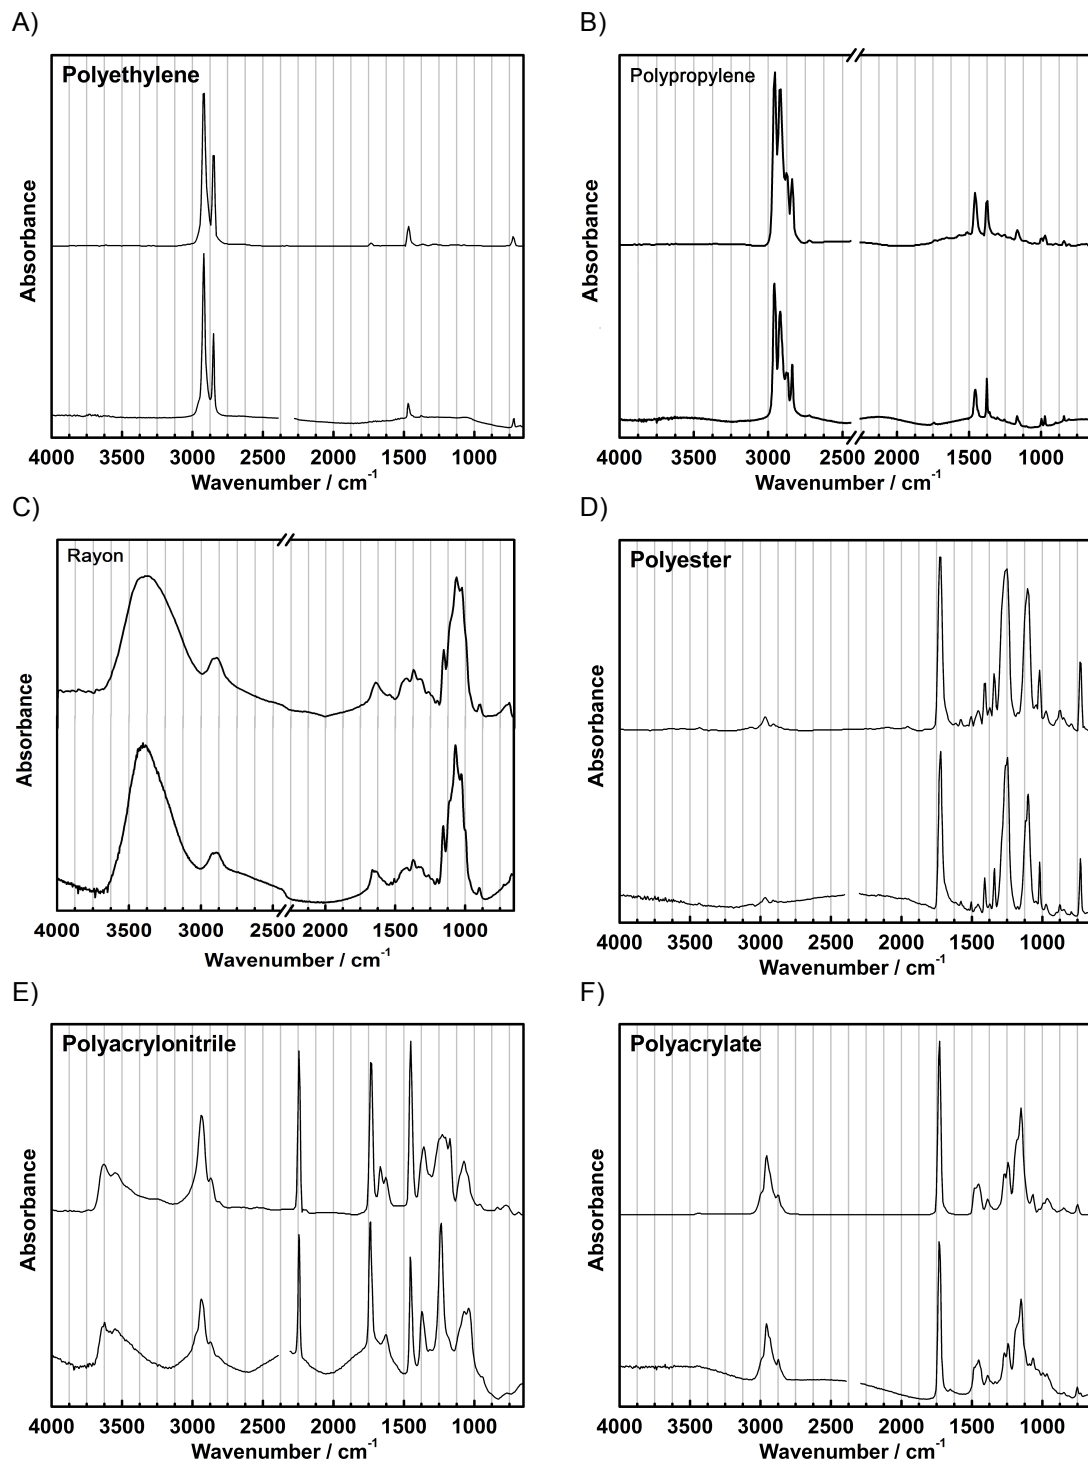 A)
B)
Polyethylene
Polypropylene
Absorbance
Absorbance
4000 3500 3000 2500 2000 1500 1000
4000 3500 3000 2500 2000 1500 1000
Wavenumber / cm-1
Wavenumber / cm-1
C)
D)
Rayon
Polyester
Absorbance
Absorbance
4000 3500 3000 2500 2000 1500 1000
4000 3500 3000 2500 2000 1500 1000
Wavenumber / cm-1
Wavenumber / cm-1
E)
F)
Polyacrylonitrile
Polyacrylate
Absorbance
Absorbance
4000 3500 3000 2500 2000 1500 1000
4000 3500 3000 2500 2000 1500 1000
Wavenumber / cm-1
Wavenumber / cm-1